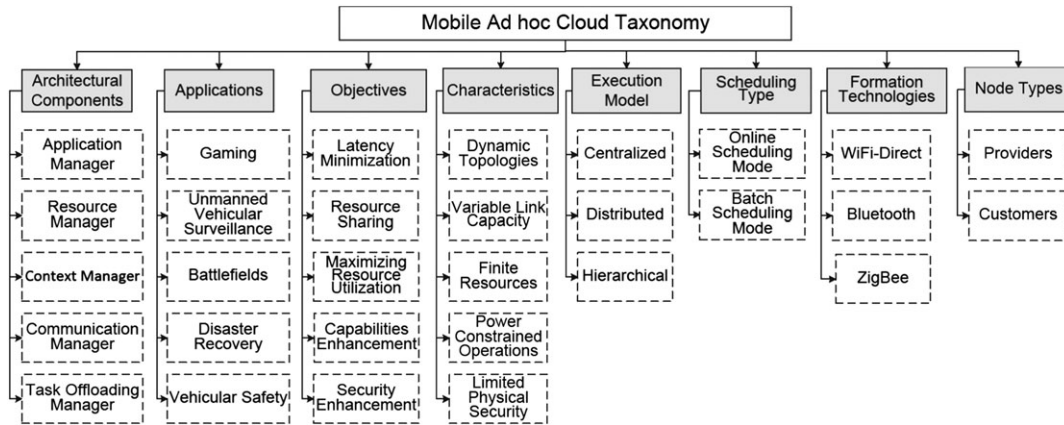 Mobile Ad hoc Cloud Taxonomy
Architectural
Components
Applications
Objectives
Characteristics
Execution
Model
Scheduling
Type
Formation
Technologies
Node Types
Application
Manager
Resource
Manager
Context Manager
Communication
Manager
Task Offloading
Manager
Gaming
Unmanned
Vehicular
Surveillance
Battlefields
Disaster
Recovery
Vehicular Safety
Latency
Minimization
Resource
Sharing
Maximizing
Resource
Utilization
Capabilities
Enhancement
Security
Enhancement
Dynamic
Topologies
Variable Link
Capacity
Finite
Resources
Power
Constrained
Operations
Limited
Physical
Security
Centralized
Distributed
Hierarchical
Online
Scheduling
Mode
Batch
Scheduling
Mode
WiFi-Direct
Bluetooth
ZigBee
Providers
Customers